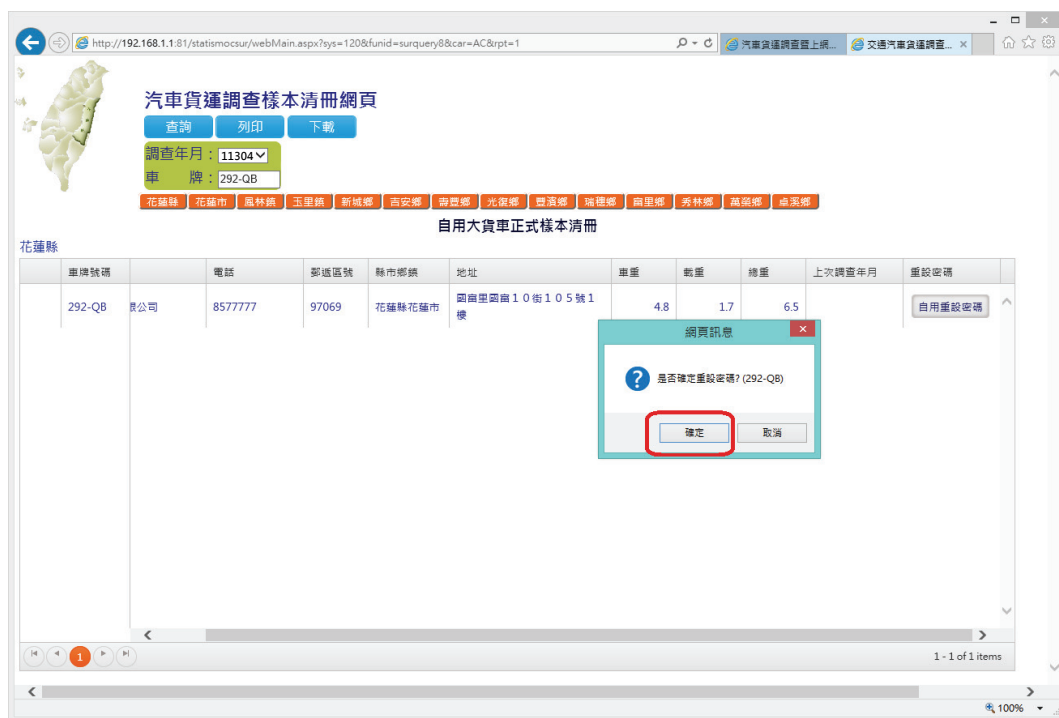 http://192.168.1.1:81/statismocsur/webMain.aspx?sys=120&funid=surquery8&car=AC&rpt=1
汽車貨運調查暨上網...
交通汽車貨運調查...
汽車貨運調查樣本清冊網頁
查詢 列印 下載
調查年月：11304
車 牌：292-QB
花蓮縣 花蓮市 鳳林鎮 玉里鎮 新城鄉 吉安鄉 壽豐鄉 光復鄉 豐濱鄉 瑞穗鄉 富里鄉 秀林鄉 萬榮鄉 卓溪鄉
自用大貨車正式樣本清冊
花蓮縣
車牌號碼 電話 郵遞區號 縣市鄉鎮 地址 車重 載重 總重 上次調查年月 重設密碼
292-QB 限公司 8577777 97069 花蓮縣花蓮市 國富里國富１０街１０５號１ 4.8 1.7 6.5 自用重設密碼
樓
網頁訊息
是否確定重設密碼? (292-QB)
確定 取消
1
1 - 1 of 1 items
100%